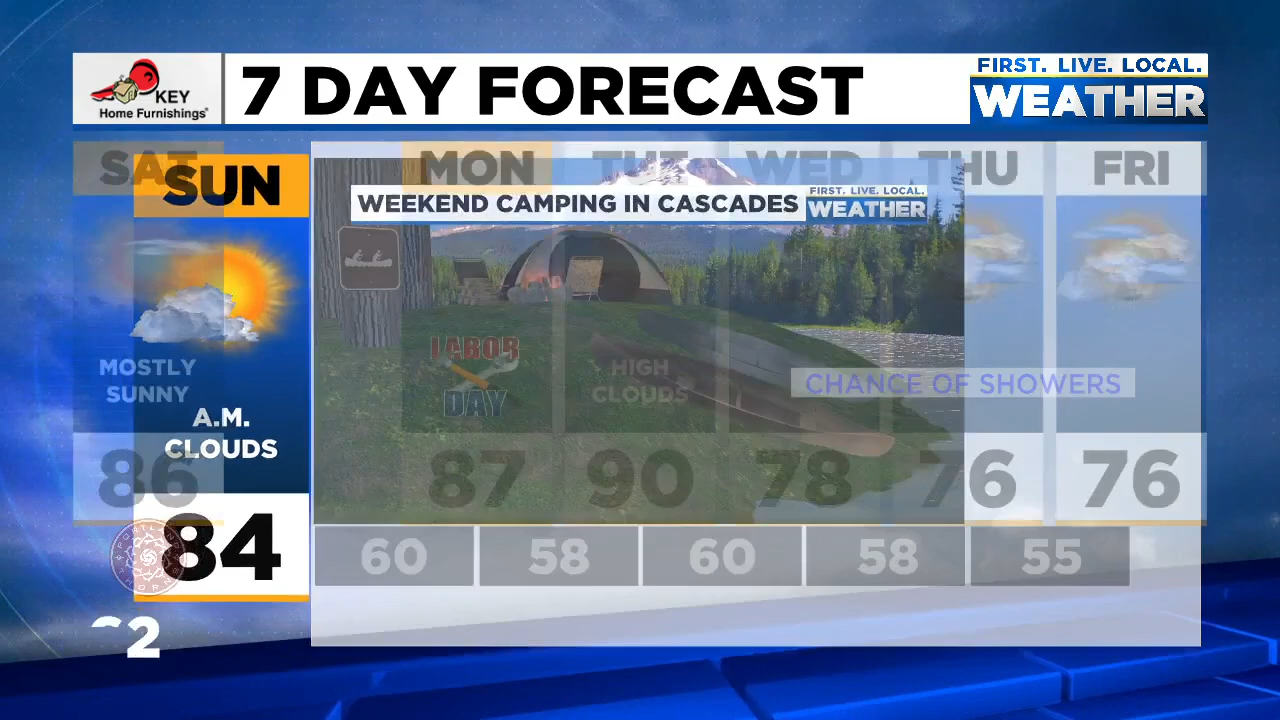 KEY
Home Furnishings
7 DAY FORECAST
FIRST. LIVE. LOCAL.
WEATHER
SAT
SUN
MON
WED
THU
FRI
WEEKEND CAMPING IN CASCADES
FIRST. LIVE. LOCAL.
WEATHER
MOSTLY
SUNNY
A.M.
CLOUDS
LABOR
DAY
HIGH
CLOUDS
CHANCE OF SHOWERS
86
84
87
90
78
76
76
60
58
60
58
55